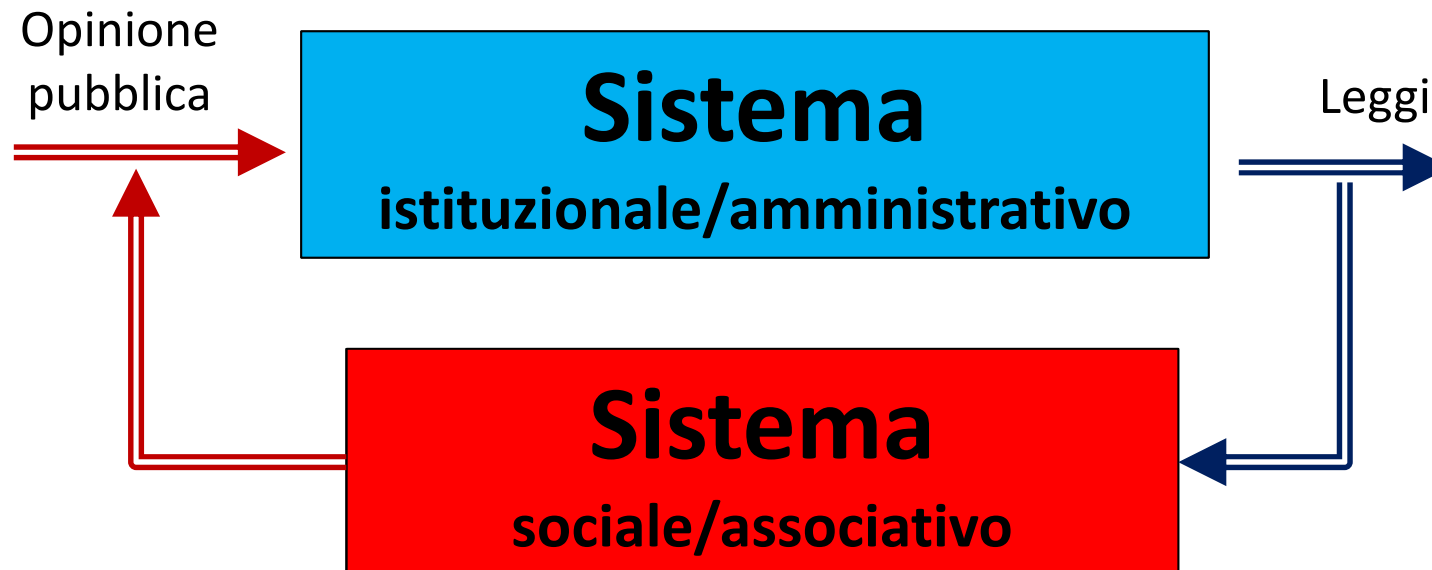 Opinione
pubblica
Sistema
istituzionale/amministrativo
Leggi
Sistema
sociale/associativo